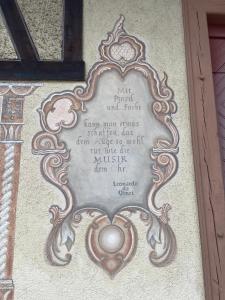 Mit
Pinsel
und Farbe
kann man etwas
schaffen, das
dem Auge so wohl
tut wie die
MUSIK
dem Ohr.
Leonardo
da
Vinci